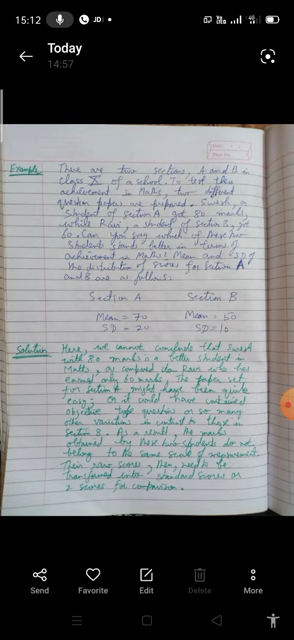 15:12
Today
14:57
Example
There are two sections, A and B in
class X of a school. To test their
achievement in Maths, two different
question papers are prepared. Suresh, a
student of section A got 80 marks,
while Ravi, a student of section B, got
60. Can you say which of these two
students stands better in terms of
achievement in Maths? Mean and SD of
the distribution of scores for Section A
and B are as follows:
Section A Section B
Mean = 70 Mean = 50
SD = 20 SD = 10
Solution
Here, we cannot conclude that Suresh
with 80 marks is a better student in
Maths, as compared to Ravi who has
earned only 60 marks. The paper set
for section A might have been quite
easy; or it could have contained
objective type question or so many
other variations in contrast to those in
Section B. As a result, the marks
obtained by these two students do not
belong to the same scale of measurement.
Their raw scores, then, needs to be
transformed into standard scores or
Z scores for comparison.
Send
Favorite
Edit
Delete
More